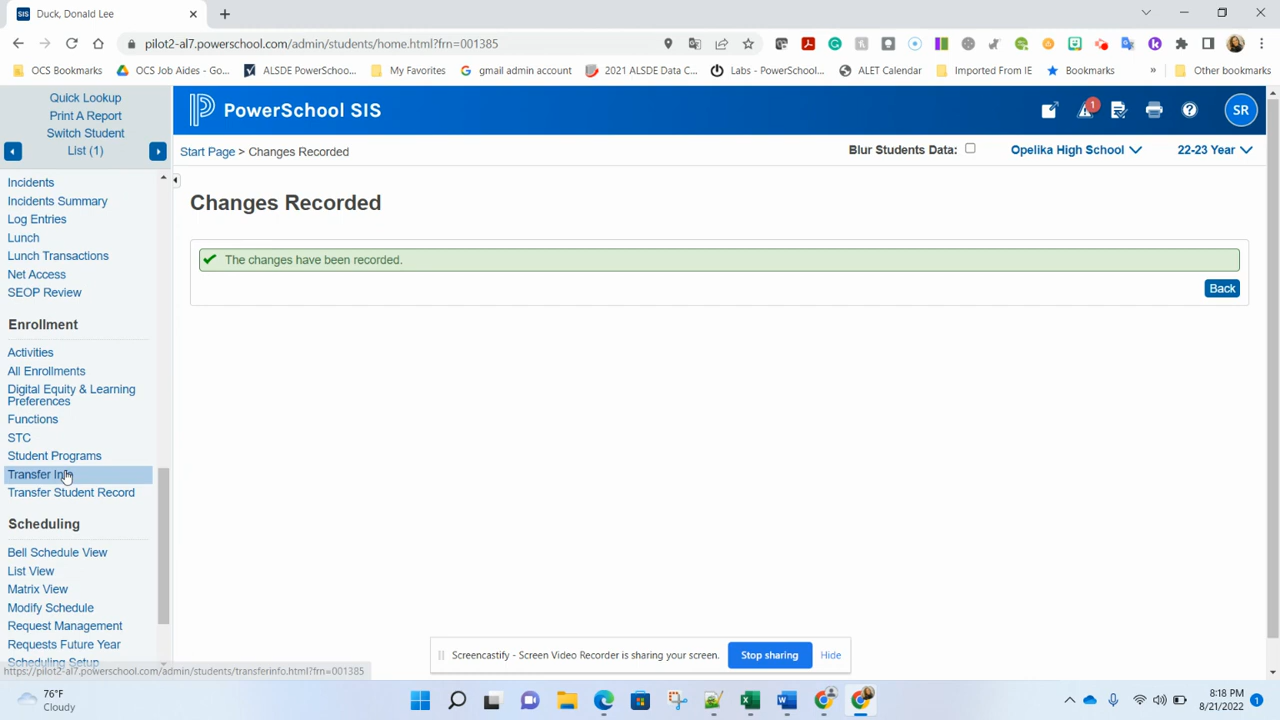 SIS Duck, Donald Lee
pilot2-al7.powerschool.com/admin/students/home.html?frn=001385
OCS Bookmarks
OCS Job Aides - Go...
ALSDE PowerSchoo...
My Favorites
gmail admin account
2021 ALSDE Data C...
Labs - PowerSchool...
ALET Calendar
Imported From IE
Bookmarks
»
Other bookmarks
Quick Lookup
Print A Report
Switch Student
List (1)
PowerSchool SIS
1
SR
Start Page > Changes Recorded
Blur Students Data:
Opelika High School
22-23 Year
Incidents
Incidents Summary
Log Entries
Lunch
Lunch Transactions
Net Access
SEOP Review
Enrollment
Activities
All Enrollments
Digital Equity & Learning
Preferences
Functions
STC
Student Programs
Transfer Info
Transfer Student Record
Scheduling
Bell Schedule View
List View
Matrix View
Modify Schedule
Request Management
Requests Future Year
Scheduling Setup
Changes Recorded
The changes have been recorded.
Back
Screencastify - Screen Video Recorder is sharing your screen.
Stop sharing
Hide
https://pilot2-al7.powerschool.com/admin/students/transferinfo.html?frn=001385
76°F
Cloudy
8:18 PM
8/21/2022
1